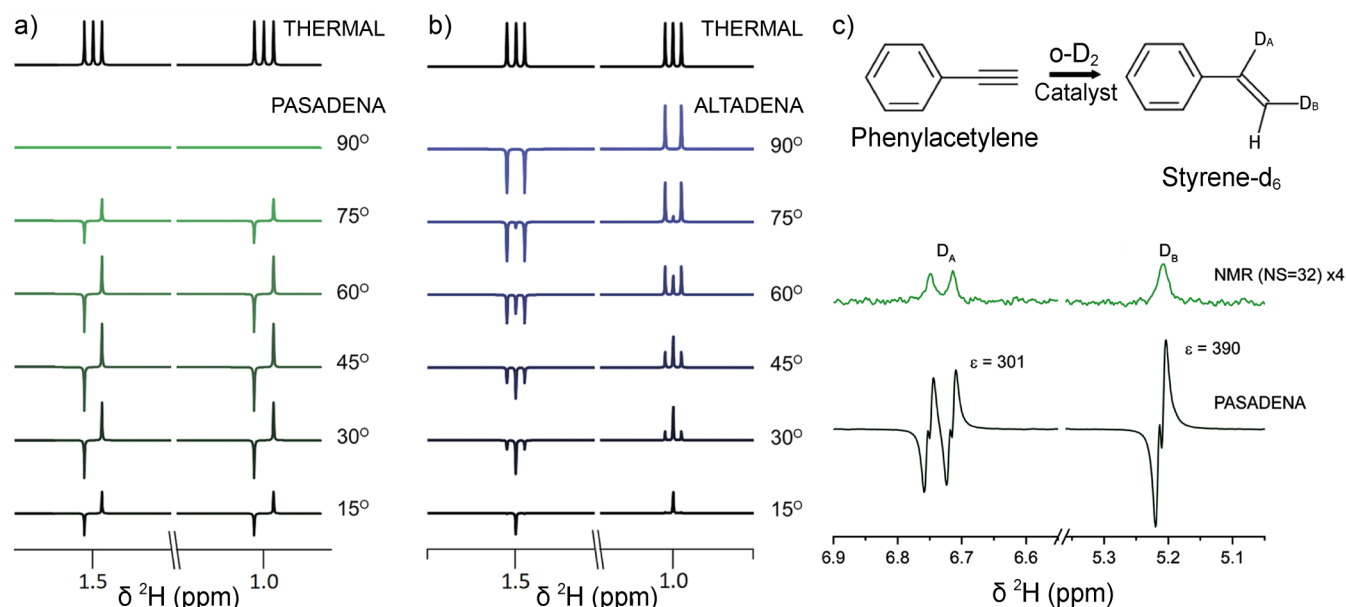 a)
THERMAL
PASADENA
90°
75°
60°
45°
30°
15°
1.5
1.0
δ ²H (ppm)
b)
THERMAL
ALTADENA
90°
75°
60°
45°
30°
15°
1.5
1.0
δ ²H (ppm)
c)
o-D₂
Catalyst
Phenylacetylene
D_A
D_B
H
Styrene-d₆
D_A
D_B
NMR (NS=32) x4
ε = 301
ε = 390
PASADENA
6.9 6.8 6.7 6.6 5.3 5.2 5.1
δ ²H (ppm)